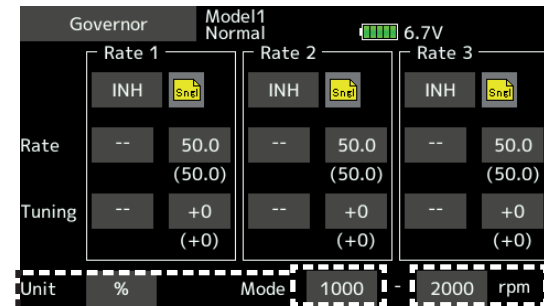 Governor Model1 Normal 6.7V
Rate 1 Rate 2 Rate 3
INH Sngl INH Sngl INH Sngl
Rate -- 50.0 -- 50.0 -- 50.0
(50.0) (50.0) (50.0)
Tuning -- +0 -- +0 -- +0
(+0) (+0) (+0)
Unit % Mode 1000 - 2000 rpm